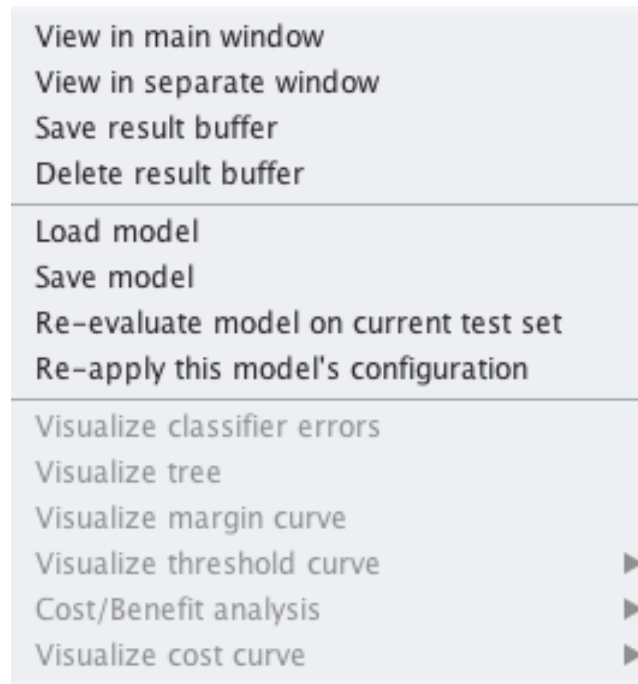 View in main window
View in separate window
Save result buffer
Delete result buffer
Load model
Save model
Re-evaluate model on current test set
Re-apply this model's configuration
Visualize classifier errors
Visualize tree
Visualize margin curve
Visualize threshold curve
Cost/Benefit analysis
Visualize cost curve